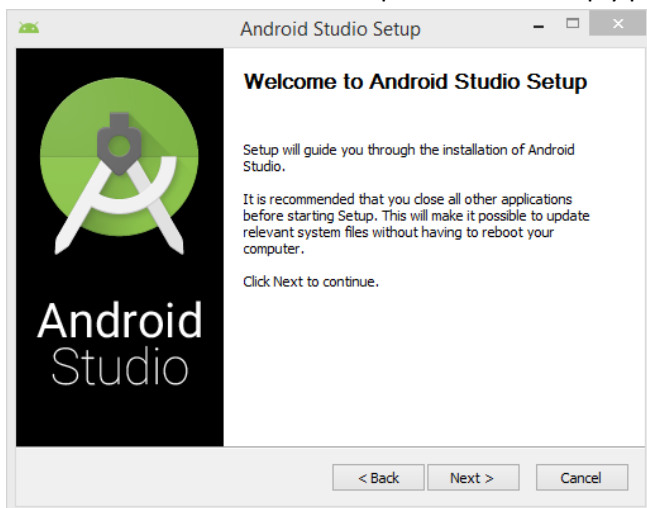 Android Studio Setup
Welcome to Android Studio Setup
Setup will guide you through the installation of Android
Studio.
It is recommended that you close all other applications
before starting Setup. This will make it possible to update
relevant system files without having to reboot your
computer.
Click Next to continue.
Android
Studio
< Back Next > Cancel